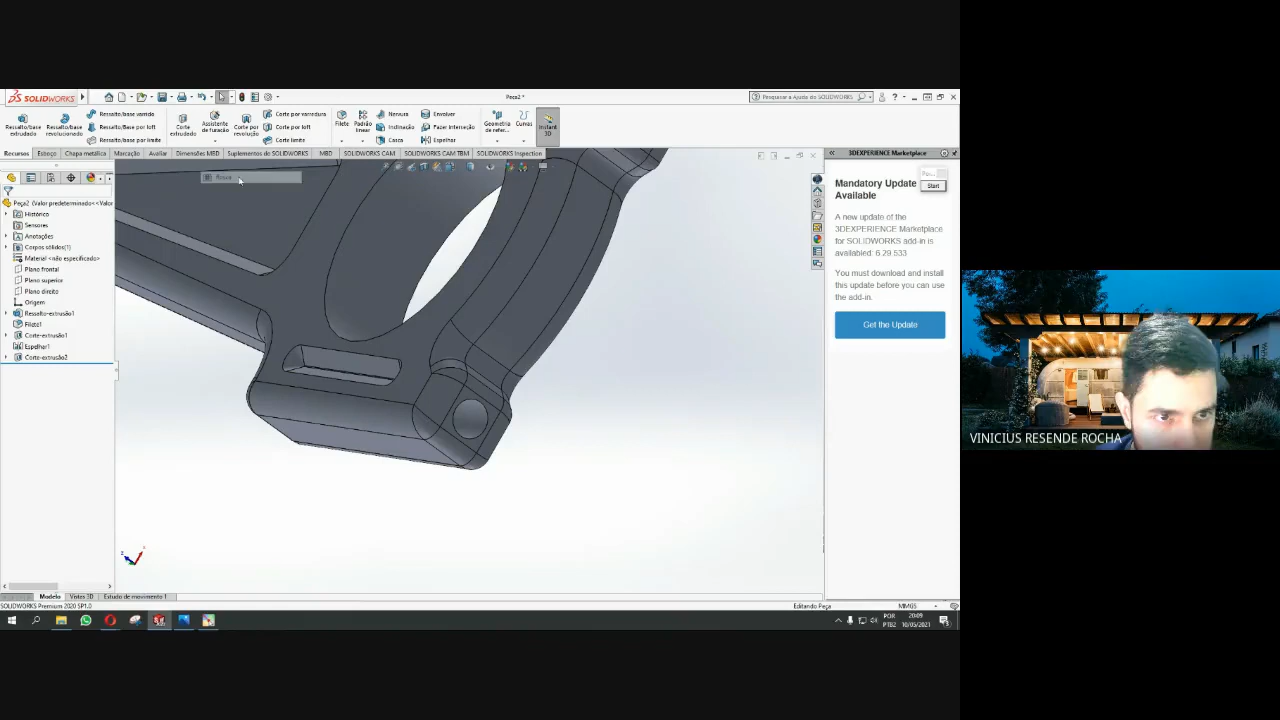 SOLIDWORKS
Peca2 *
Pesquisar a Ajuda do SOLIDWORKS
Ressalto/base extrudado
Ressalto/base revolucionado
Ressalto/base varrido
Ressalto/base por loft
Ressalto/base por limite
Corte extrudado
Assistente de furação
Corte por revolução
Corte por varredura
Corte por loft
Corte limite
Filete
Padrão linear
Nervura
Inclinação
Casca
Envolver
Fazer interseção
Espelhar
Geometria de refer...
Curvas
Instant 3D
Recursos
Esboço
Chapa metálica
Marcação
Avaliar
Dimensões MBD
Suplementos do SOLIDWORKS
MBD
SOLIDWORKS CAM
SOLIDWORKS CAM TBM
SOLIDWORKS Inspection
Peça2 (Valor predeterminado<<Valor
Histórico
Sensores
Anotações
Corpos sólidos(1)
Material <não especificado>
Plano frontal
Plano superior
Plano direito
Origem
Ressalto-extrusão1
Filete1
Corte-extrusão1
Espelhar1
Corte-extrusão2
3DEXPERIENCE Marketplace
Mandatory Update
Available
Start
A new update of the
3DEXPERIENCE Marketplace
for SOLIDWORKS add-in is
availabled: 6.29.533
You must download and install
this update before you can use
the add-in.
Get the Update
VINICIUS RESENDE ROCHA
Modelo
Vistas 3D
Estudo de movimento 1
SOLIDWORKS Premium 2020 SP1.0
Editando Peça
MMGS
POR
PTB2
20:09
10/05/2021